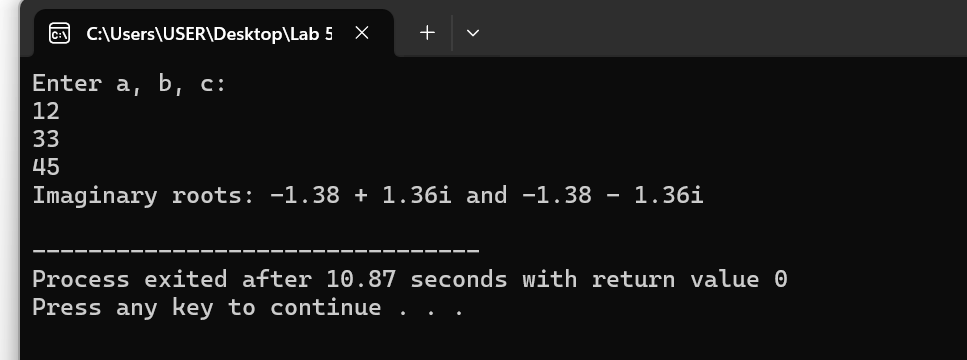 C:\Users\USER\Desktop\Lab 5
Enter a, b, c:
12
33
45
Imaginary roots: -1.38 + 1.36i and -1.38 - 1.36i
--------------------------------
Process exited after 10.87 seconds with return value 0
Press any key to continue . . .